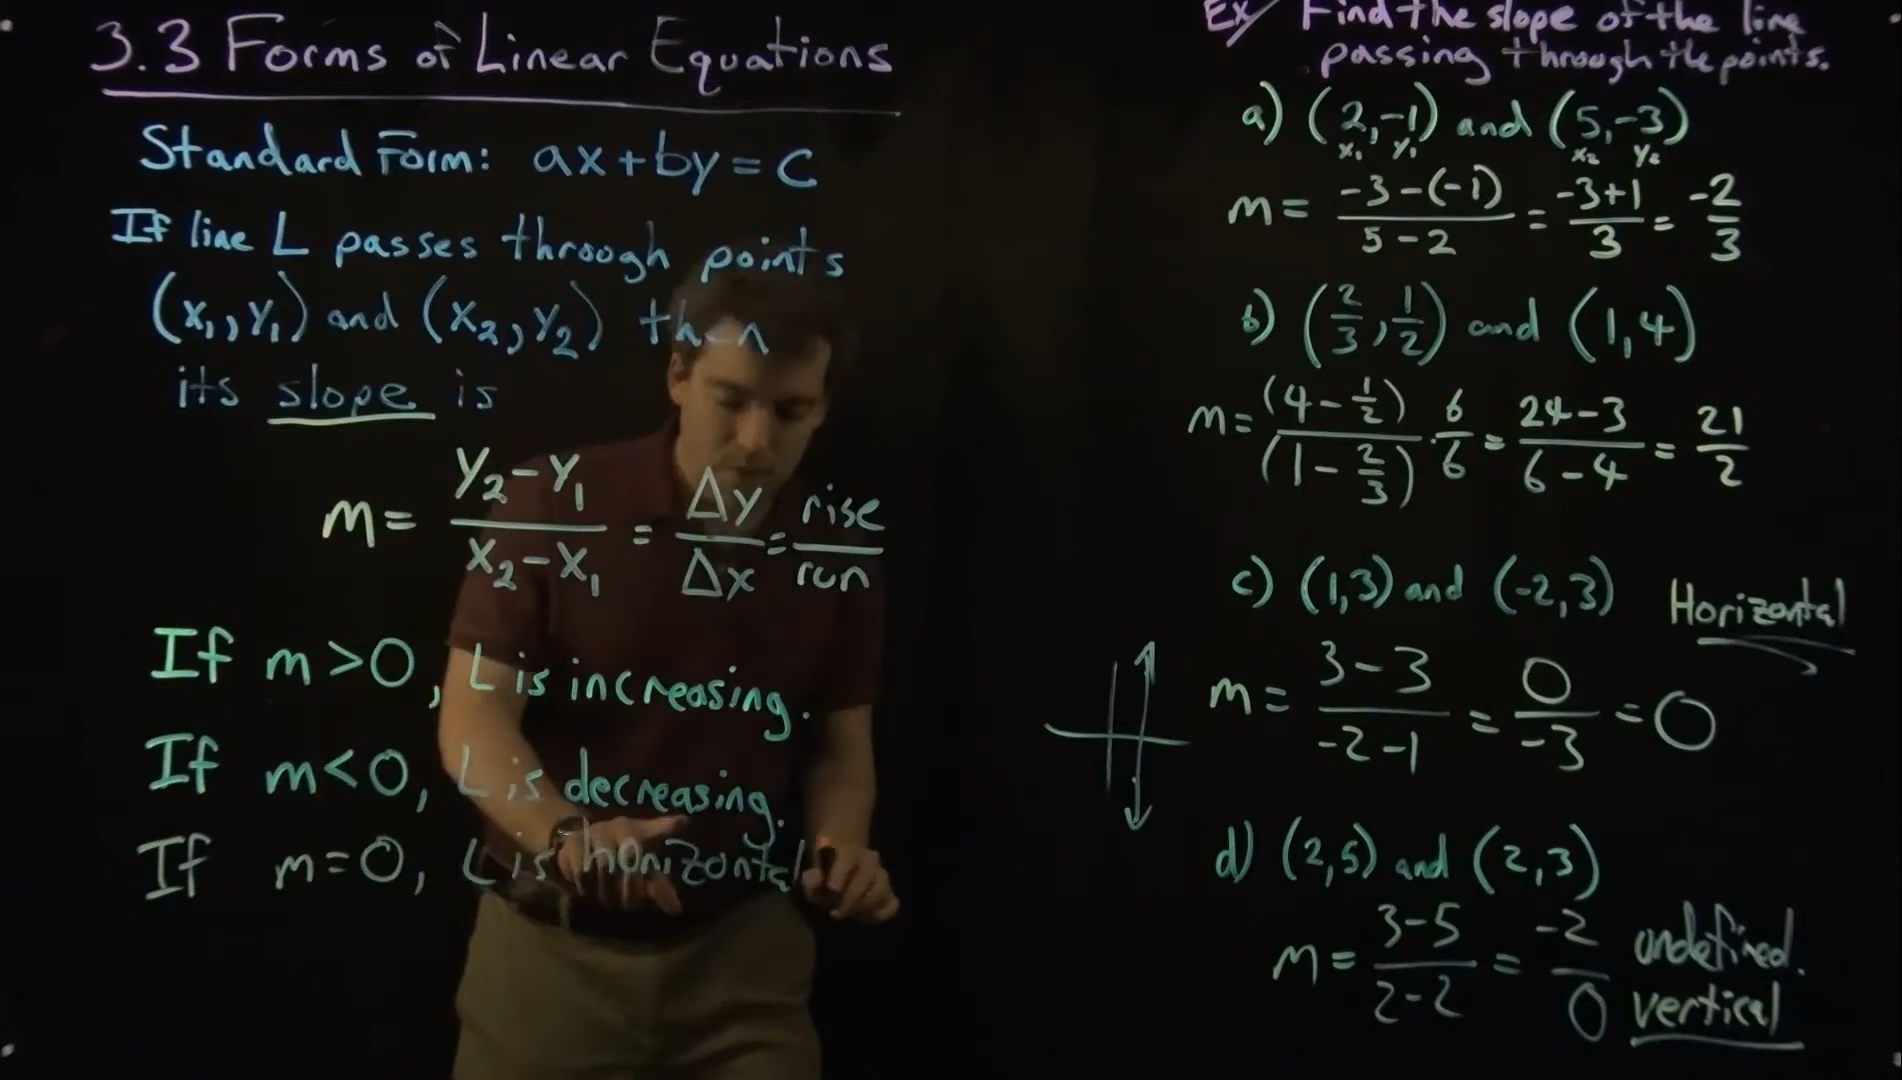 3.3 Forms of Linear Equations
Standard Form: ax+by=c
If line L passes through points
(x₁,y₁) and (x₂,y₂) then
its slope is
m = (y₂-y₁)/(x₂-x₁) = Δy/Δx = rise/run
If m>0, L is increasing.
If m<0, L is decreasing.
If m=0, L is horizontal
Ex/ Find the slope of the line
passing through the points.
a) (2,-1) and (5,-3)
x₁ y₁ x₂ y₂
m = (-3-(-1))/(5-2) = (-3+1)/3 = -2/3
b) (2/3,1/2) and (1,4)
m = (4-1/2)/(1-2/3) · 6/6 = (24-3)/(6-4) = 21/2
c) (1,3) and (-2,3) Horizontal
m = (3-3)/(-2-1) = 0/-3 = 0
d) (2,5) and (2,3)
m = (3-5)/(2-2) = -2/0 undefined.
vertical